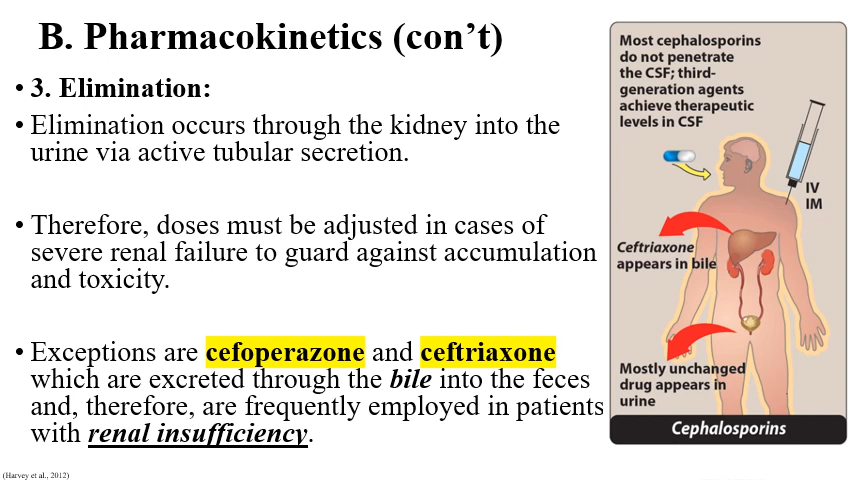 B. Pharmacokinetics (con’t)
• 3. Elimination:
• Elimination occurs through the kidney into the
urine via active tubular secretion.
• Therefore, doses must be adjusted in cases of
severe renal failure to guard against accumulation
and toxicity.
• Exceptions are cefoperazone and ceftriaxone
which are excreted through the bile into the feces
and, therefore, are frequently employed in patients
with renal insufficiency.
(Harvey et al., 2012)
Most cephalosporins
do not penetrate
the CSF; third-
generation agents
achieve therapeutic
levels in CSF
IV
IM
Ceftriaxone
appears in bile
Mostly unchanged
drug appears in
urine
Cephalosporins